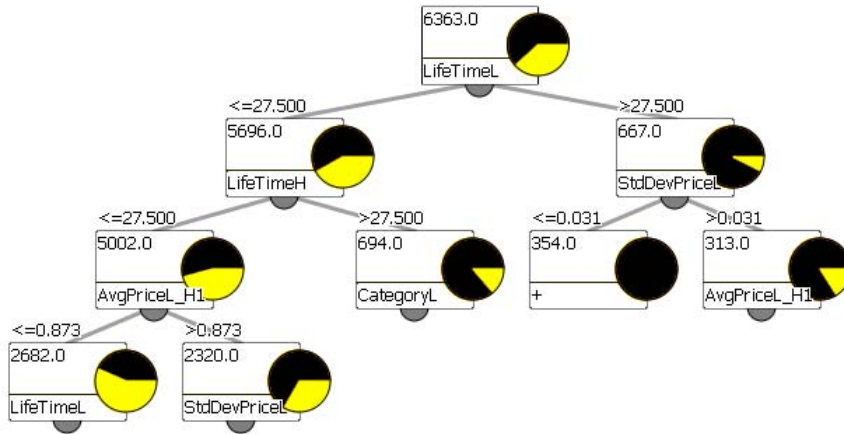 6363.0
LifeTimeL
<=27.500
>27.500
5696.0
667.0
LifeTimeH
StdDevPriceL
<=27.500
>27.500
<=0.031
>0.031
5002.0
694.0
354.0
313.0
AvgPriceL_H1
CategoryL
+
AvgPriceL_H1
<=0.873
>0.873
2682.0
2320.0
LifeTimeL
StdDevPriceL